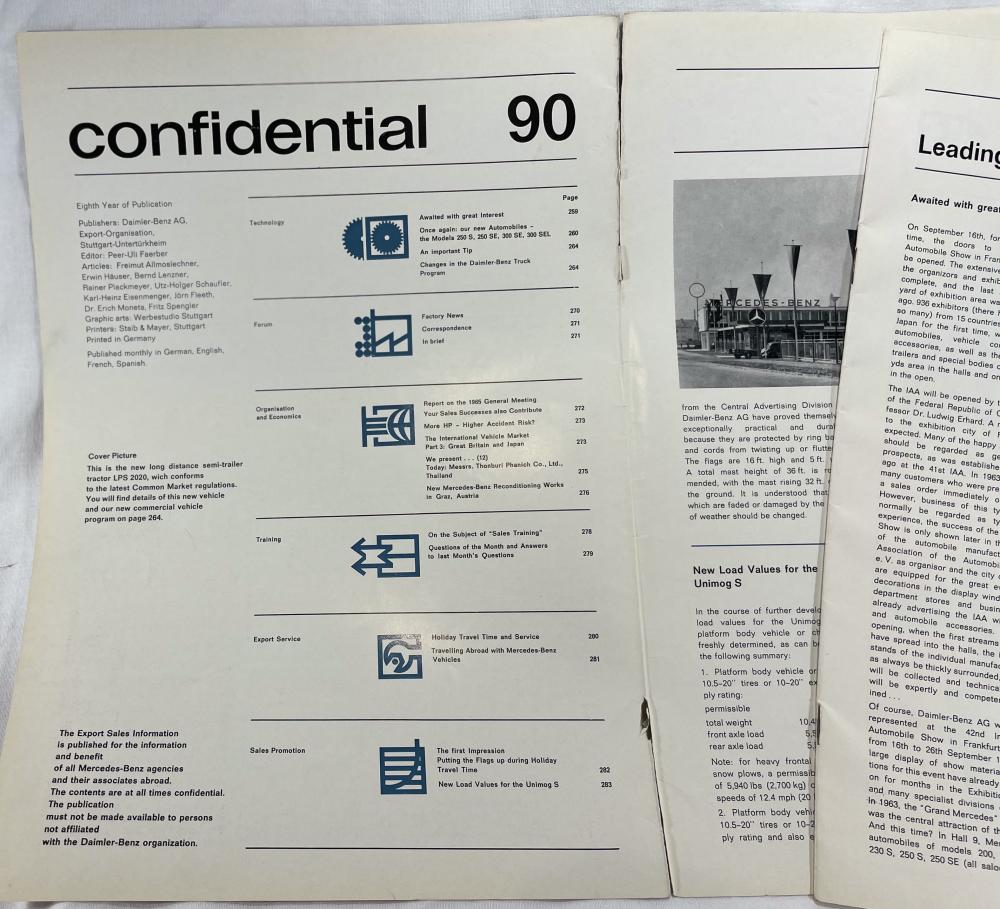 confidential 90
Eighth Year of Publication
Publishers: Daimler-Benz AG,
Export-Organisation,
Stuttgart-Untertürkheim
Editor: Peer-Uli Faerber
Articles: Freimut Allmoslechner,
Erwin Häuser, Bernd Lenzner,
Rainer Plackmeyer, Utz-Holger Schaufler,
Karl-Heinz Eisenmenger, Jörn Fleeth,
Dr. Erich Moneta, Fritz Spengler
Graphic arts: Werbestudio Stuttgart
Printers: Staib & Mayer, Stuttgart
Printed in Germany
Published monthly in German, English,
French, Spanish.
Cover Picture
This is the new long distance semi-trailer
tractor LPS 2020, wich conforms
to the latest Common Market regulations.
You will find details of this new vehicle
and our new commercial vehicle
program on page 264.
The Export Sales Information
is published for the information
and benefit
of all Mercedes-Benz agencies
and their associates abroad.
The contents are at all times confidential.
The publication
must not be made available to persons
not affiliated
with the Daimler-Benz organization.
Page
Technology
Awaited with great Interest 259
Once again: our new Automobiles –
the Models 250 S, 250 SE, 300 SE, 300 SEL 260
An important Tip 264
Changes in the Daimler-Benz Truck
Program 264
Forum
Factory News 270
Correspondence 271
In brief 271
Organisation
and Economics
Report on the 1965 General Meeting 272
Your Sales Successes also Contribute 273
More HP – Higher Accident Risk?
The International Vehicle Market
Part 3: Great Britain and Japan 273
We present . . . (12)
Today: Messrs. Thonburi Phanich Co., Ltd.,
Thailand 275
New Mercedes-Benz Reconditioning Works
in Graz, Austria 276
Training
On the Subject of "Sales Training" 278
Questions of the Month and Answers
to last Month's Questions 279
Export Service
Holiday Travel Time and Service 280
Travelling Abroad with Mercedes-Benz
Vehicles 281
Sales Promotion
The first Impression
Putting the Flags up during Holiday
Travel Time 282
New Load Values for the Unimog S 283
MERCEDES-BENZ
from the Central Advertising Division
Daimler-Benz AG have proved themsel
exceptionally practical and dura
because they are protected by ring ba
and cords from twisting up or flutte
The flags are 16 ft. high and 5 ft.
A total mast height of 36 ft. is re
mended, with the mast rising 32 ft.
the ground. It is understood that
which are faded or damaged by the
of weather should be changed.
New Load Values for the
Unimog S
In the course of further develo
load values for the Unimog
platform body vehicle or ch
freshly determined, as can b
the following summary:
1. Platform body vehicle or
10.5–20" tires or 10–20" ex
ply rating:
permissible
total weight 10,4
front axle load 5,5
rear axle load 5,
Note: for heavy frontal
snow plows, a permissib
of 5,940 lbs (2,700 kg)
speeds of 12.4 mph (20
2. Platform body vehi
10.5–20" tires or 10–2
ply rating and also e
Leading
Awaited with great
On September 16th, for
time, the doors to
Automobile Show in Fran
be opened. The extensive
the organizors and exhib
complete, and the last
yard of exhibition area was
ago. 936 exhibitors (there h
so many) from 15 countries
Japan for the first time, w
automobiles, vehicle com
accessories, as well as the
trailers and special bodies o
yds area in the halls and on
in the open.
The IAA will be opened by t
of the Federal Republic of G
fessor Dr. Ludwig Erhard. A r
to the exhibition city of F
expected. Many of the happy
should be regarded as ge
prospects, as was establishe
ago at the 41st IAA. In 1963
many customers who were pre
a sales order immediately o
However, business of this ty
normally be regarded as ty
experience, the success of the
Show is only shown later in th
of the automobile manufact
Association of the Automobi
e. V. as organisor and the city o
are equipped for the great ev
decorations in the display wind
department stores and busin
already advertising the IAA wi
and automobile accessories.
opening, when the first streams
have spread into the halls, the i
stands of the individual manufac
as always be thickly surrounded,
will be collected and technica
will be expertly and competen
ined . . .
Of course, Daimler-Benz AG w
represented at the 42nd In
Automobile Show in Frankfurt
from 16th to 26th September 1
large display of show material
tions for this event have already
on for months in the Exhibiti
and many specialist divisions
In 1963, the "Grand Mercedes"
was the central attraction of th
And this time? In Hall 9, Mer
automobiles of models 200,
230 S, 250 S, 250 SE (all saloo